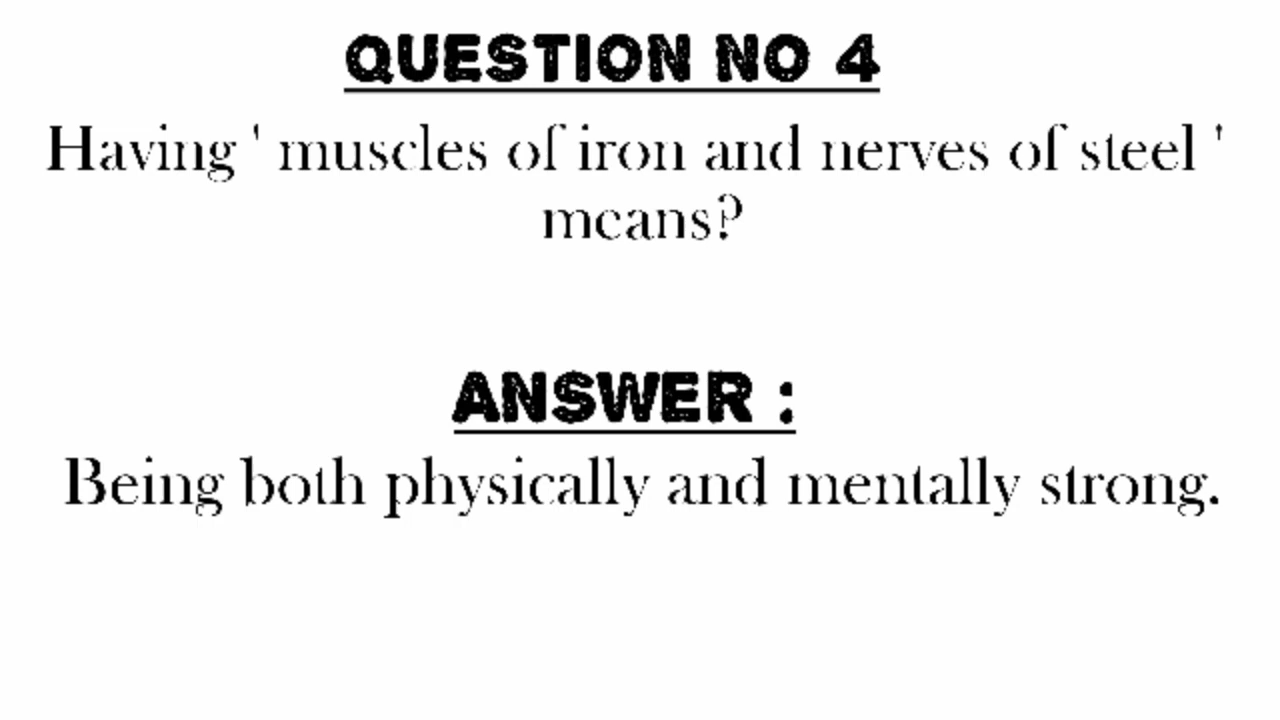 QUESTION NO 4
Having ' muscles of iron and nerves of steel '
means?
ANSWER :
Being both physically and mentally strong.